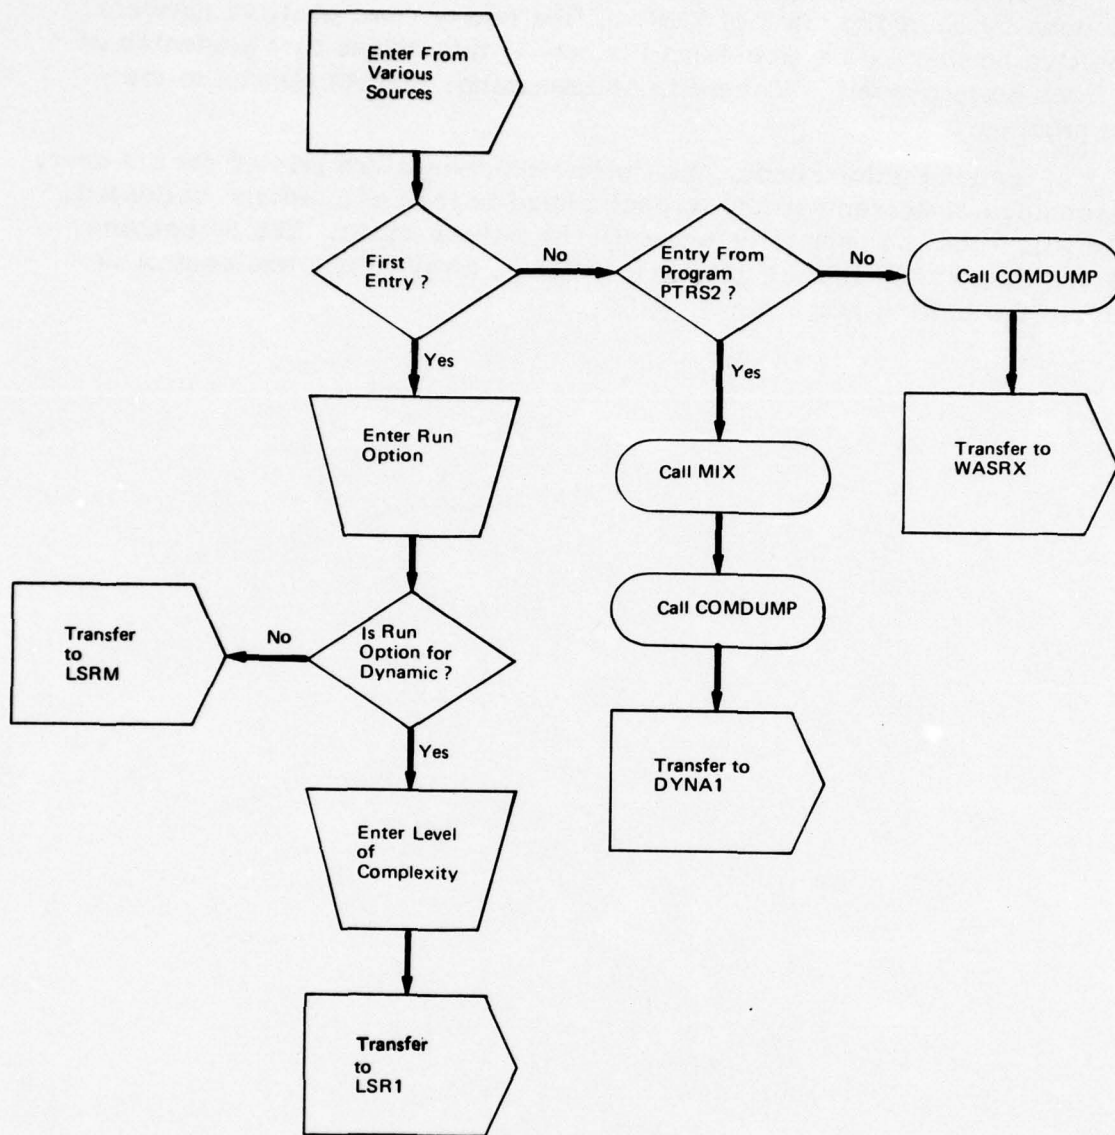 Enter From
Various
Sources
First
Entry ?
No
Entry From
Program
PTRS2 ?
No
Call COMDUMP
Yes
Yes
Enter Run
Option
Call MIX
Transfer to
WASRX
Call COMDUMP
Transfer
to
LSRM
No
Is Run
Option for
Dynamic ?
Yes
Transfer to
DYNA1
Enter Level
of
Complexity
Transfer
to
LSR1